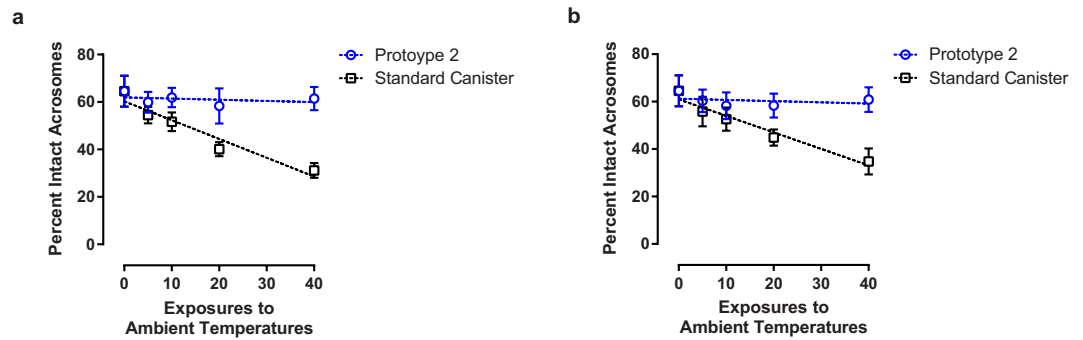 a
Percent Intact Acrosomes
80
60
40
20
0
0 10 20 30 40
Exposures to
Ambient Temperatures
Protoype 2
Standard Canister
b
Percent Intact Acrosomes
80
60
40
20
0
0 10 20 30 40
Exposures to
Ambient Temperatures
Prototype 2
Standard Canister